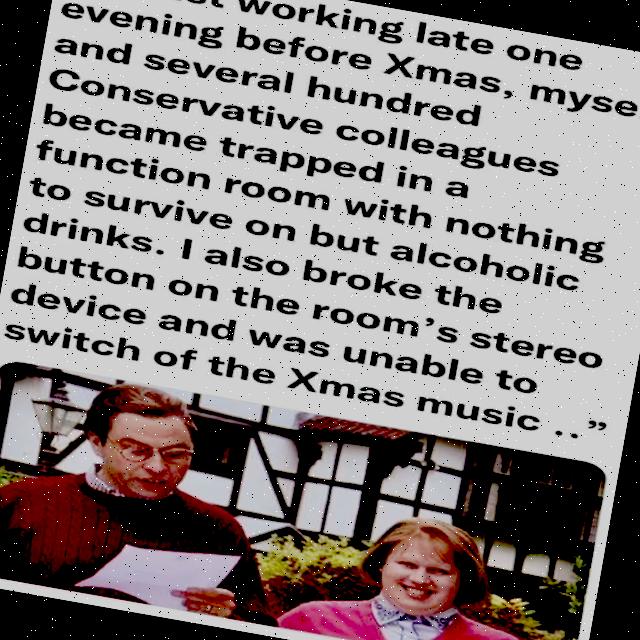 working late one
evening before Xmas, myse
and several hundred
Conservative colleagues
became trapped in a
function room with nothing
to survive on but alcoholic
drinks. I also broke the
button on the room's stereo
device and was unable to
switch of the Xmas music ..”